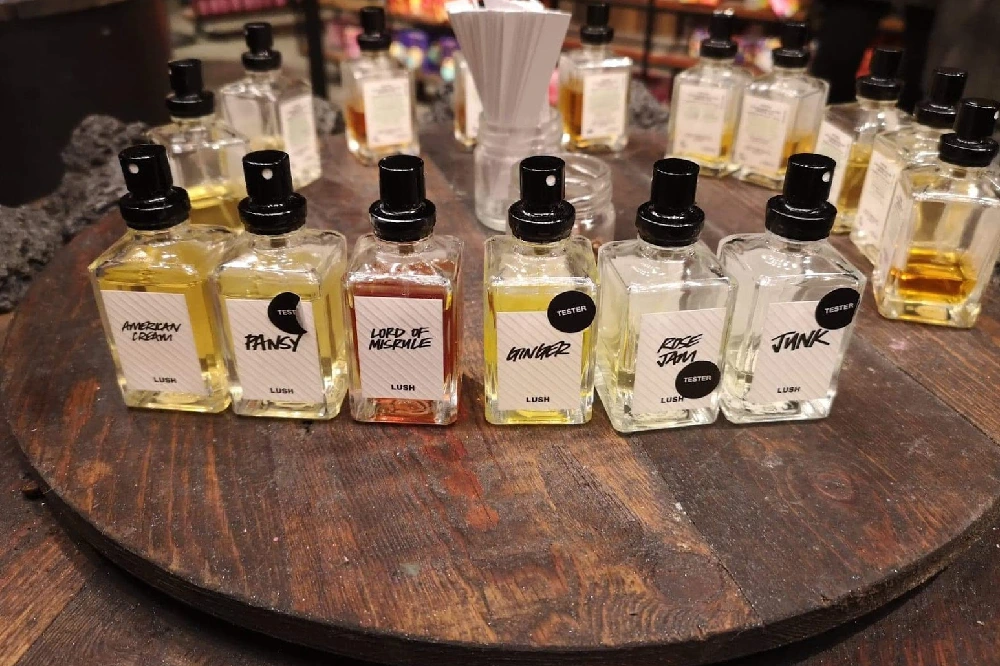 AMERICAN
CREAM
LUSH
TEST
PANSY
LUSH
LORD OF
MISRULE
LUSH
TESTER
GINGER
LUSH
ROSE
JAM
TESTER
LUSH
TESTER
JUNK
LUSH